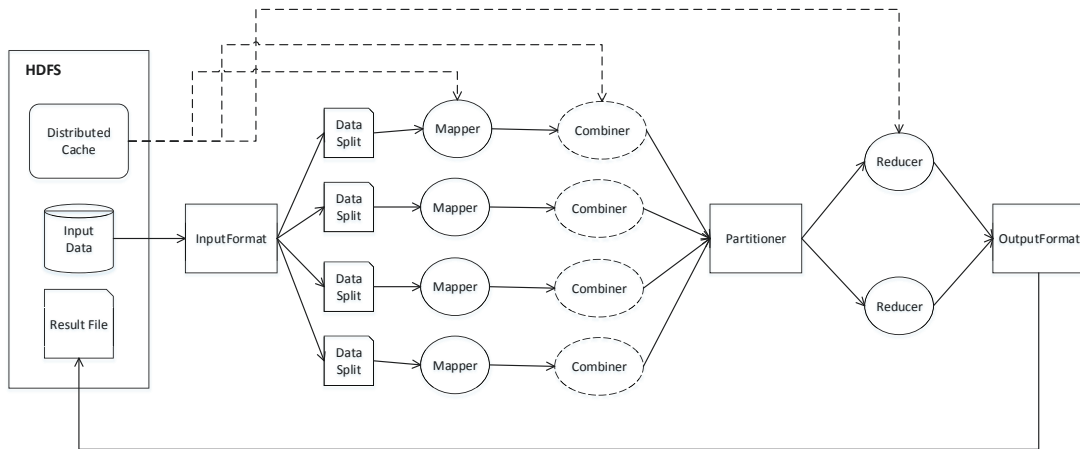 HDFS
Distributed
Cache
Input
Data
Result File
InputFormat
Data
Split
Mapper
Combiner
Data
Split
Mapper
Combiner
Data
Split
Mapper
Combiner
Data
Split
Mapper
Combiner
Partitioner
Reducer
Reducer
OutputFormat